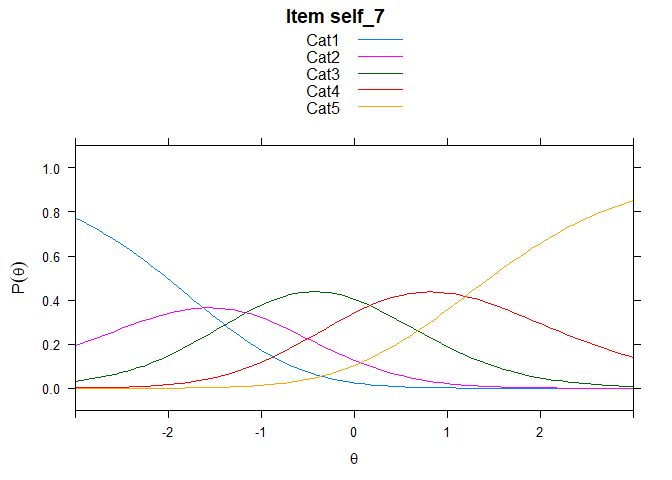 Item self_7
Cat1
Cat2
Cat3
Cat4
Cat5
1.0
0.8
0.6
0.4
0.2
0.0
P(θ)
-2 -1 0 1 2
θ